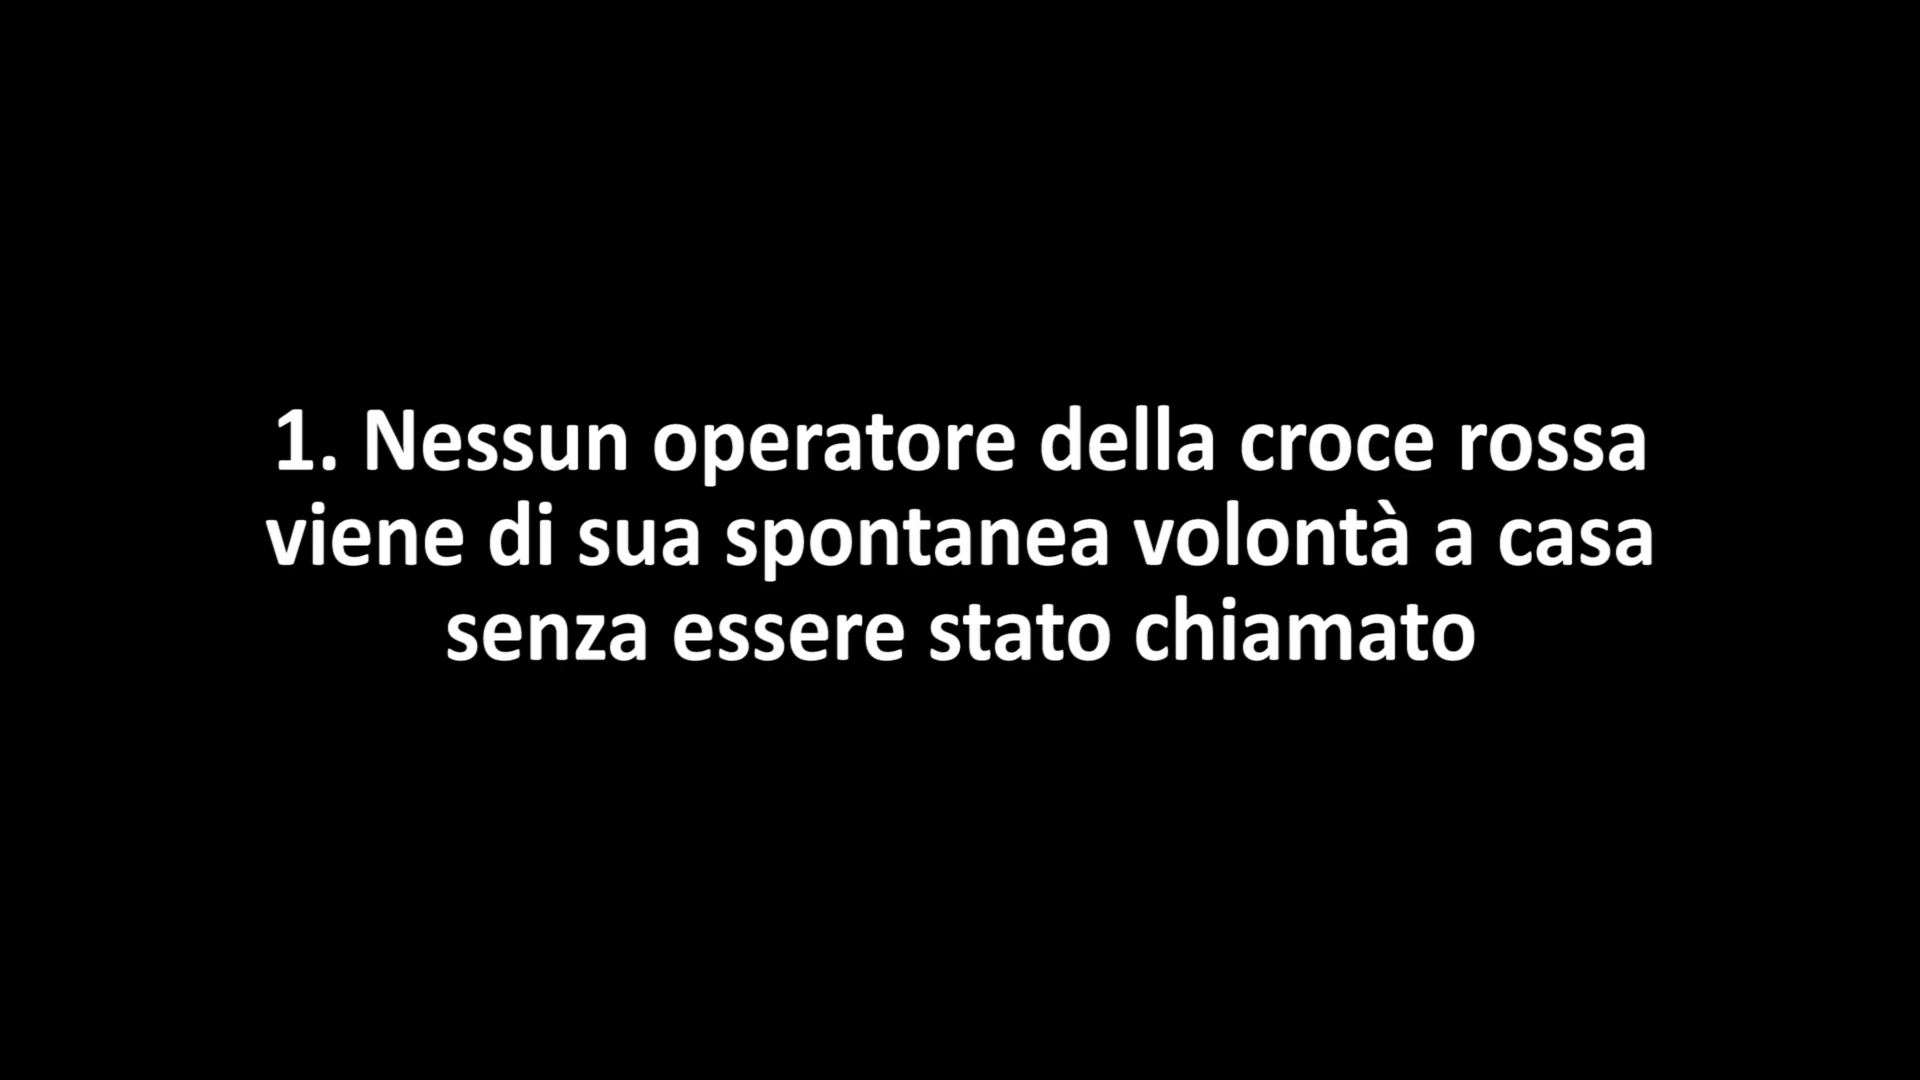 1. Nessun operatore della croce rossa
viene di sua spontanea volontà a casa
senza essere stato chiamato